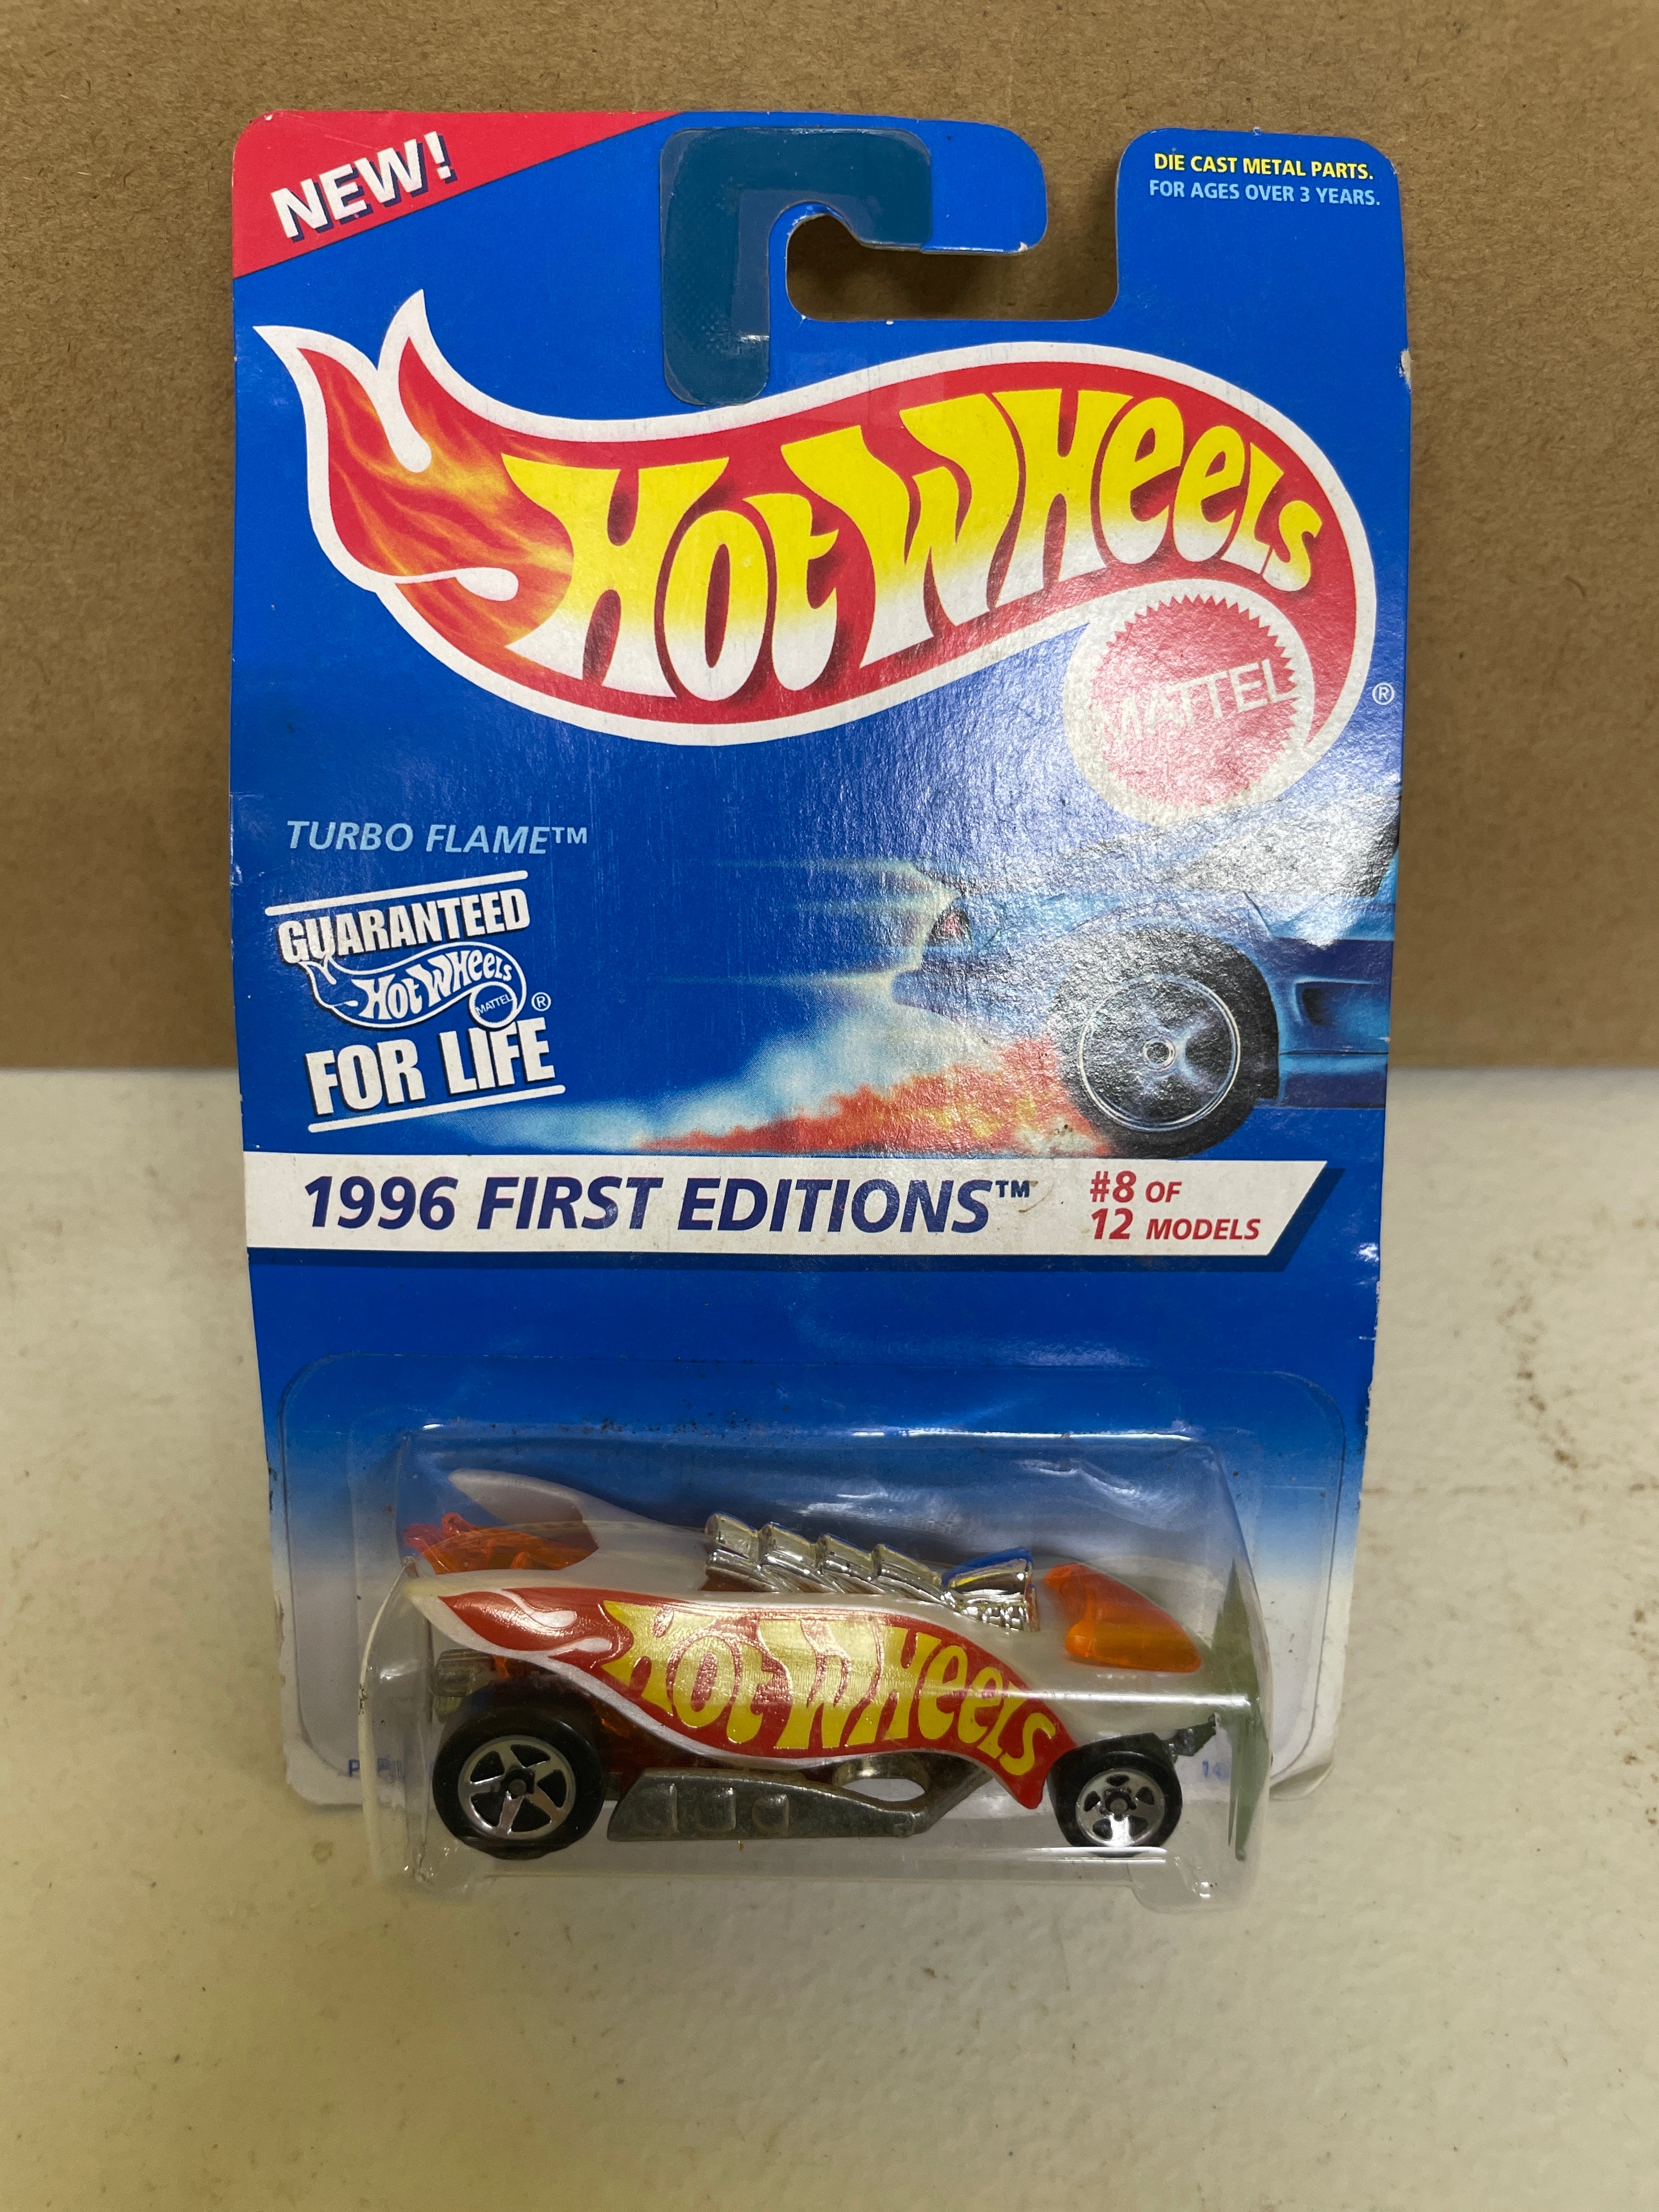 NEW!
DIE CAST METAL PARTS.
FOR AGES OVER 3 YEARS.
HOT WHEELS
MATTEL
®
TURBO FLAME™
GUARANTEED
HOT WHEELS
MATTEL
®
FOR LIFE
1996 FIRST EDITIONS™
#8 OF
12 MODELS
HOT WHEELS